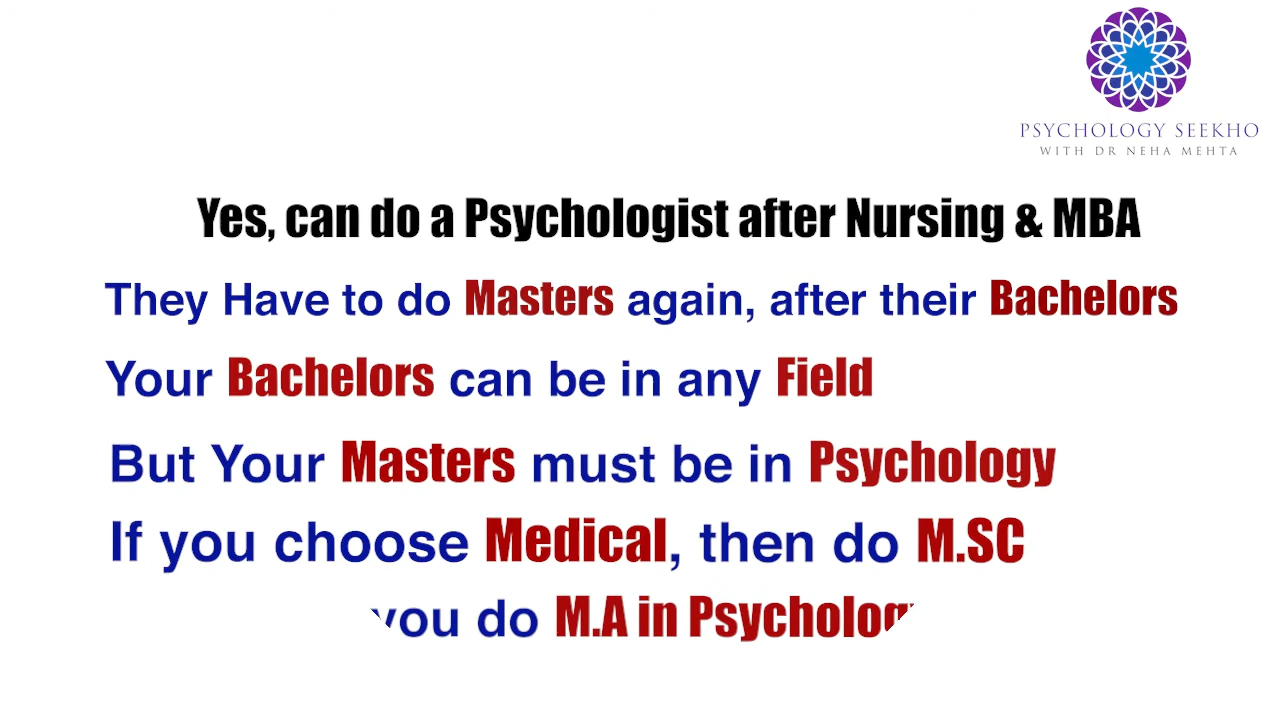 PSYCHOLOGY SEEKHO
WITH DR NEHA MEHTA
Yes, can do a Psychologist after Nursing & MBA
They Have to do Masters again, after their Bachelors
Your Bachelors can be in any Field
But Your Masters must be in Psychology
If you choose Medical, then do M.SC
you do M.A in Psychology